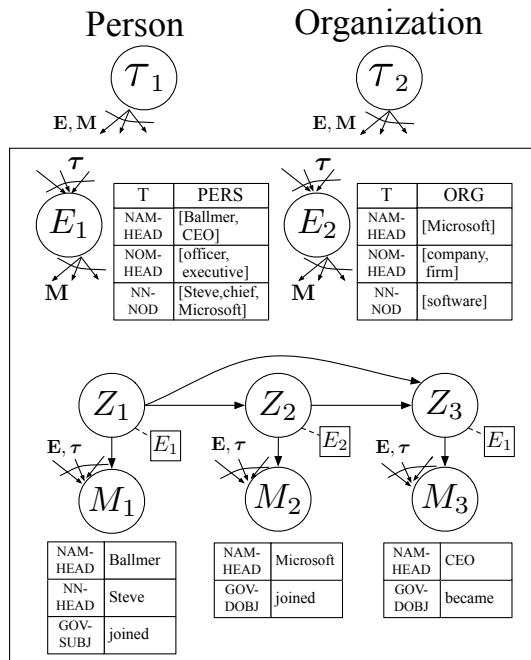 Person Organization
τ1 τ2
E, M E, M
τ τ
E1 E2
M M
T PERS
NAM-HEAD [Ballmer, CEO]
NOM-HEAD [officer, executive]
NN-NOD [Steve,chief, Microsoft]
T ORG
NAM-HEAD [Microsoft]
NOM-HEAD [company, firm]
NN-NOD [software]
Z1 Z2 Z3
E1 E2 E1
E, τ E, τ E, τ
M1 M2 M3
NAM-HEAD Ballmer
NN-HEAD Steve
GOV-SUBJ joined
NAM-HEAD Microsoft
GOV-DOBJ joined
NAM-HEAD CEO
GOV-DOBJ became